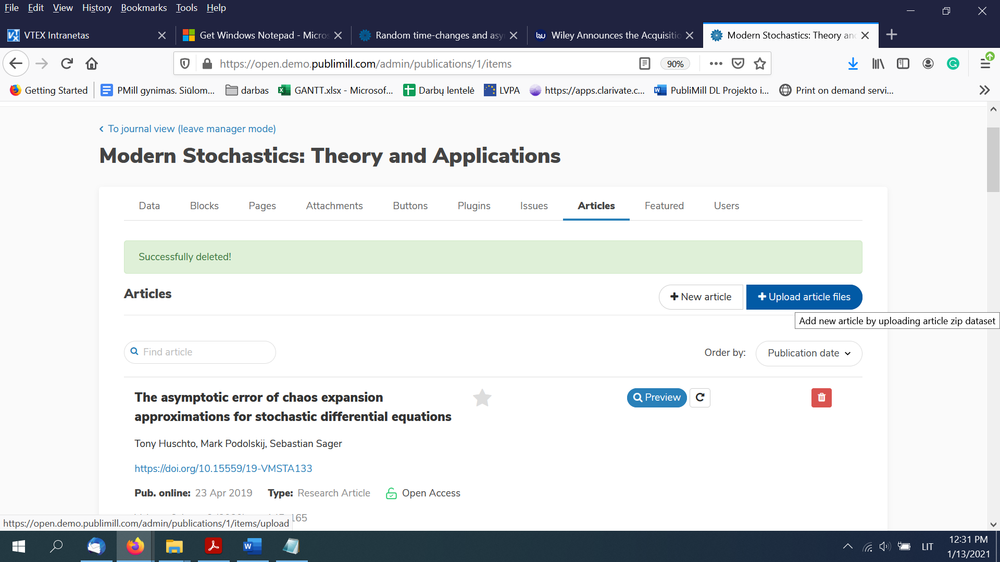 File Edit View History Bookmarks Tools Help
VTEX Intranetas
Get Windows Notepad - Micros
Random time-changes and asy
Wiley Announces the Acquisitio
Modern Stochastics: Theory and
https://open.demo.publimill.com/admin/publications/1/items
90%
Getting Started
PMill gynimas. Siūlom...
darbas
GANTT.xlsx - Microsof...
Darbų lentelė
LVPA
https://apps.clarivate.c...
PubliMill DL Projekto i...
Print on demand servi...
To journal view (leave manager mode)
Modern Stochastics: Theory and Applications
Data Blocks Pages Attachments Buttons Plugins Issues Articles Featured Users
Successfully deleted!
Articles
New article
Upload article files
Add new article by uploading article zip dataset
Find article
Order by: Publication date
The asymptotic error of chaos expansion
approximations for stochastic differential equations
Preview
Tony Huschto, Mark Podolskij, Sebastian Sager
https://doi.org/10.15559/19-VMSTA133
Pub. online: 23 Apr 2019 Type: Research Article Open Access
165
https://open.demo.publimill.com/admin/publications/1/items/upload
LIT
12:31 PM
1/13/2021